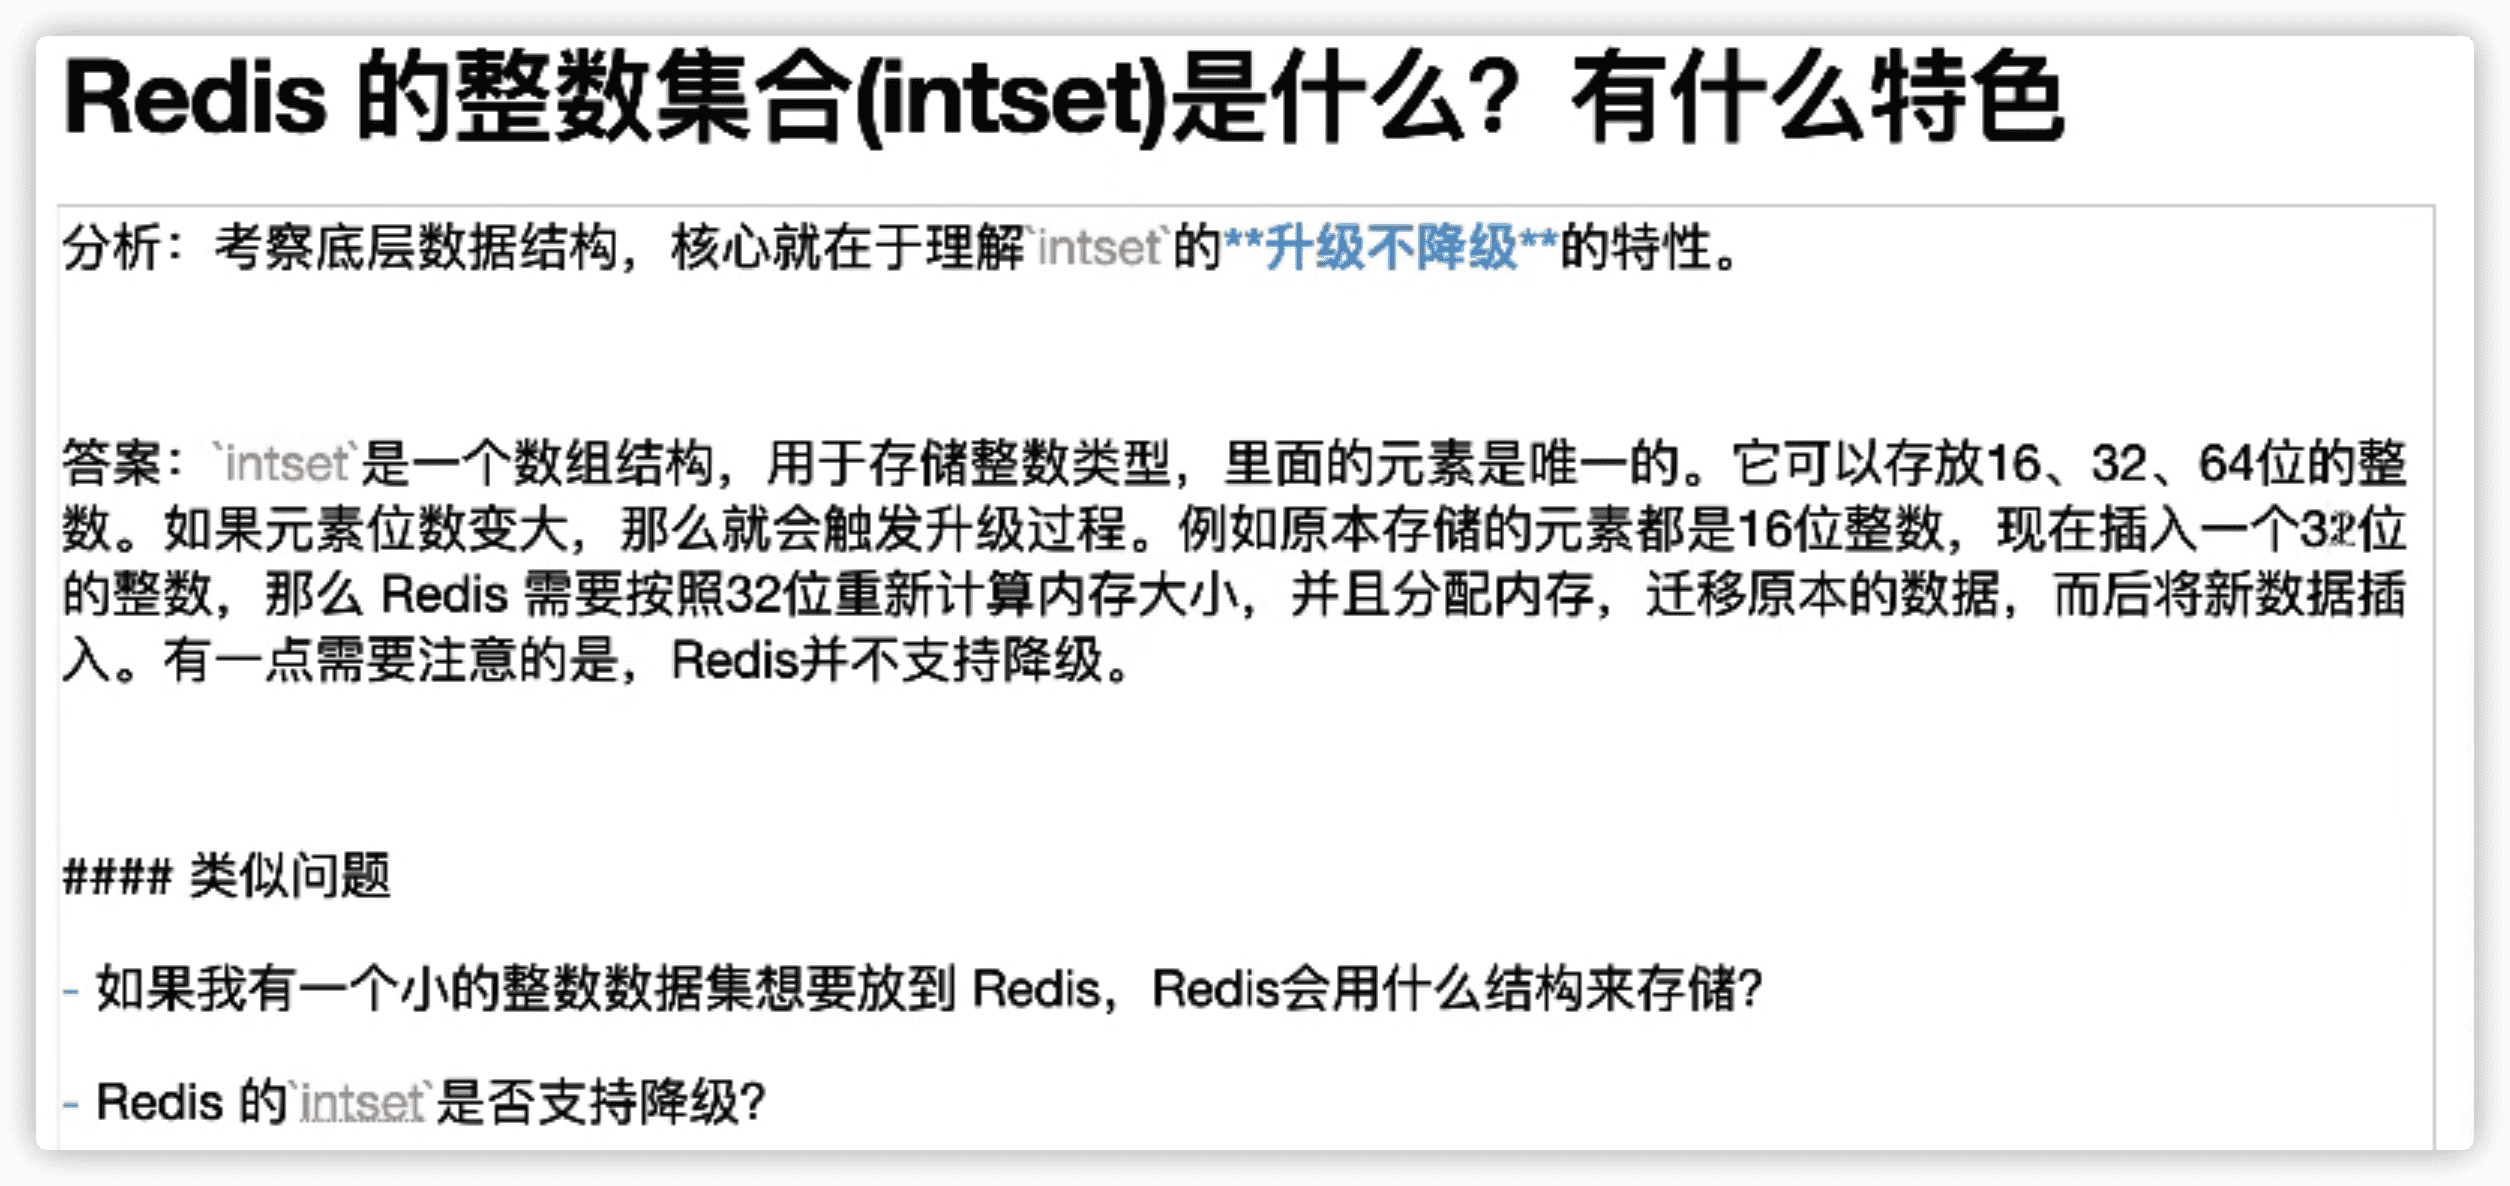 Redis 的整数集合(intset)是什么？有什么特色
分析：考察底层数据结构，核心就在于理解`intset`的**升级不降级**的特性。
答案：`intset`是一个数组结构，用于存储整数类型，里面的元素是唯一的。它可以存放16、32、64位的整
数。如果元素位数变大，那么就会触发升级过程。例如原本存储的元素都是16位整数，现在插入一个32位
的整数，那么 Redis 需要按照32位重新计算内存大小，并且分配内存，迁移原本的数据，而后将新数据插
入。有一点需要注意的是，Redis并不支持降级。
#### 类似问题
- 如果我有一个小的整数数据集想要放到 Redis，Redis会用什么结构来存储？
- Redis 的`intset`是否支持降级？